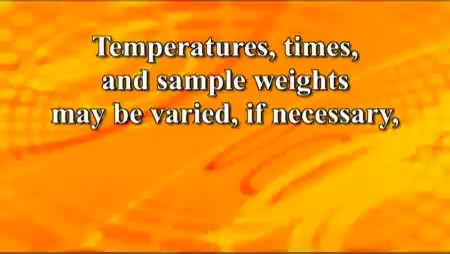 Temperatures, times,
and sample weights
may be varied, if necessary,